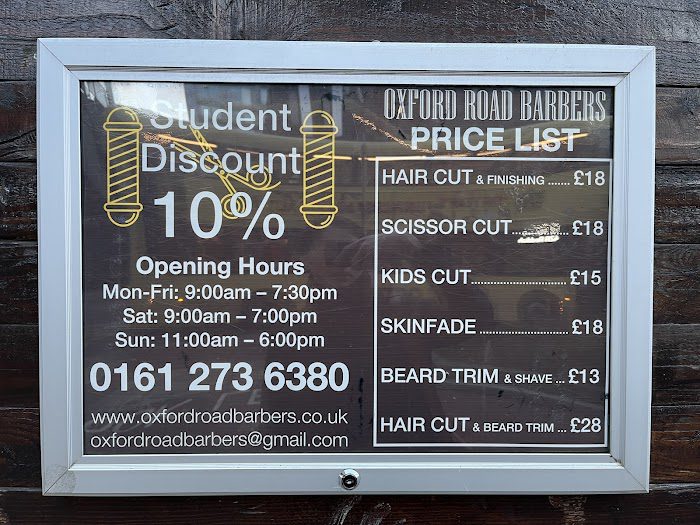 Student
Discount
10%
Opening Hours
Mon-Fri: 9:00am – 7:30pm
Sat: 9:00am – 7:00pm
Sun: 11:00am – 6:00pm
0161 273 6380
www.oxfordroadbarbers.co.uk
oxfordroadbarbers@gmail.com
OXFORD ROAD BARBERS
PRICE LIST
HAIR CUT & FINISHING ....... £18
SCISSOR CUT................ £18
KIDS CUT........................ £15
SKINFADE ...................... £18
BEARD TRIM & SHAVE ... £13
HAIR CUT & BEARD TRIM ... £28